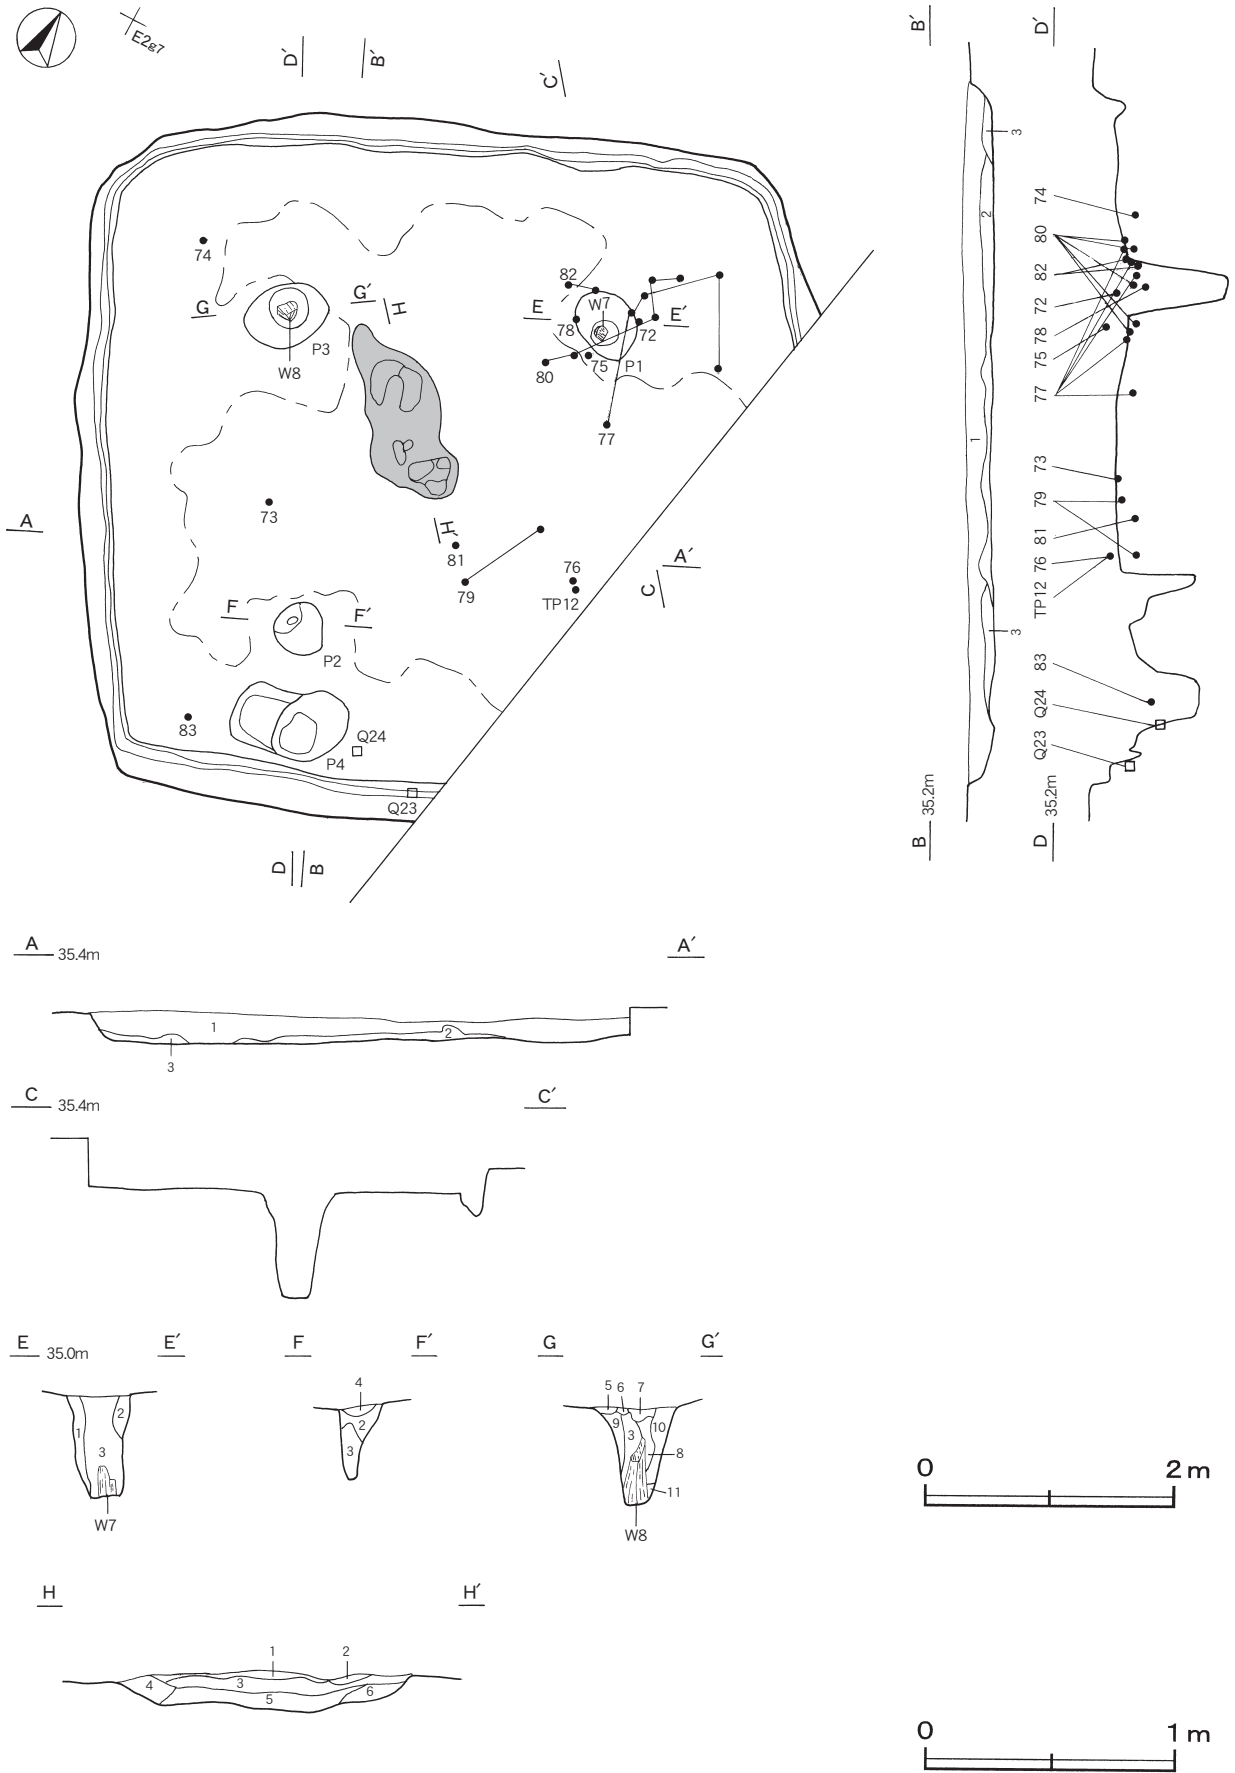 E2g7
D′
B′
C′
B′
D′
74
G
G′
H
W8
P3
82
W7
E
E′
78
72
75
P1
80
77
73
A
H′
81
79
76
TP12
A′
C
F
F′
P2
83
P4
Q24
Q23
D
B
3
2
1
3
B
35.2m
74
80
82
72
78
75
77
73
79
81
76
TP12
83
Q24
Q23
D
35.2m
A
35.4m
A′
1
2
3
C
35.4m
C′
E
35.0m
E′
F
F′
G
G′
1
2
3
W7
4
2
3
5
6
7
9
3
10
8
11
W8
H
H′
1
2
3
4
5
6
0
2m
0
1m